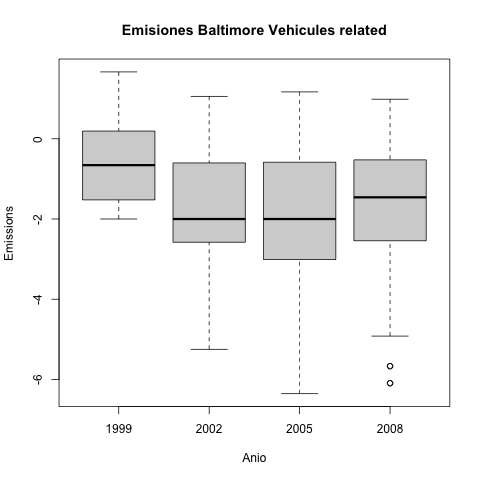 Emisiones Baltimore Vehicules related
Emissions
0
-2
-4
-6
1999 2002 2005 2008
Anio